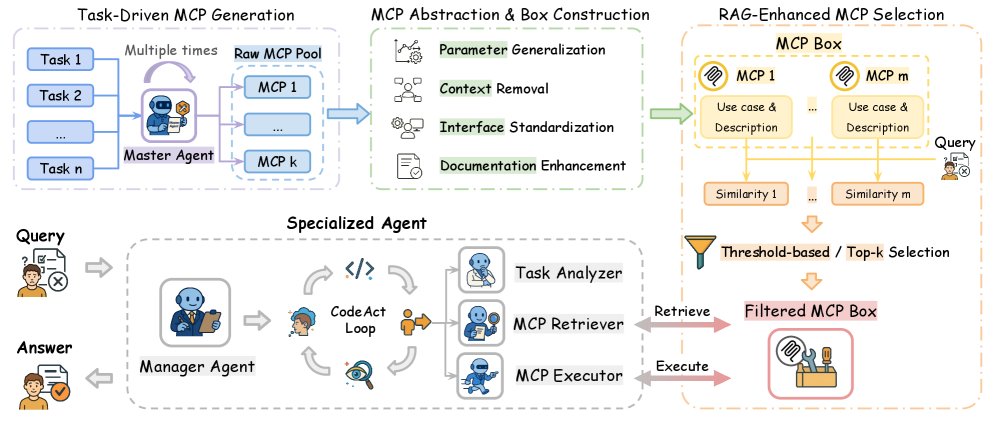 Task-Driven MCP Generation
Task 1
Task 2
...
Task n
Multiple times
Master Agent
Raw MCP Pool
MCP 1
...
MCP k
MCP Abstraction & Box Construction
Parameter Generalization
Context Removal
Interface Standardization
Documentation Enhancement
RAG-Enhanced MCP Selection
MCP Box
MCP 1
MCP m
Use case &
Description
...
Use case &
Description
Query
Similarity 1
...
Similarity m
Threshold-based / Top-k Selection
Filtered MCP Box
Specialized Agent
Query
Answer
Manager Agent
CodeAct
Loop
</>
Task Analyzer
MCP Retriever
MCP Executor
Retrieve
Execute